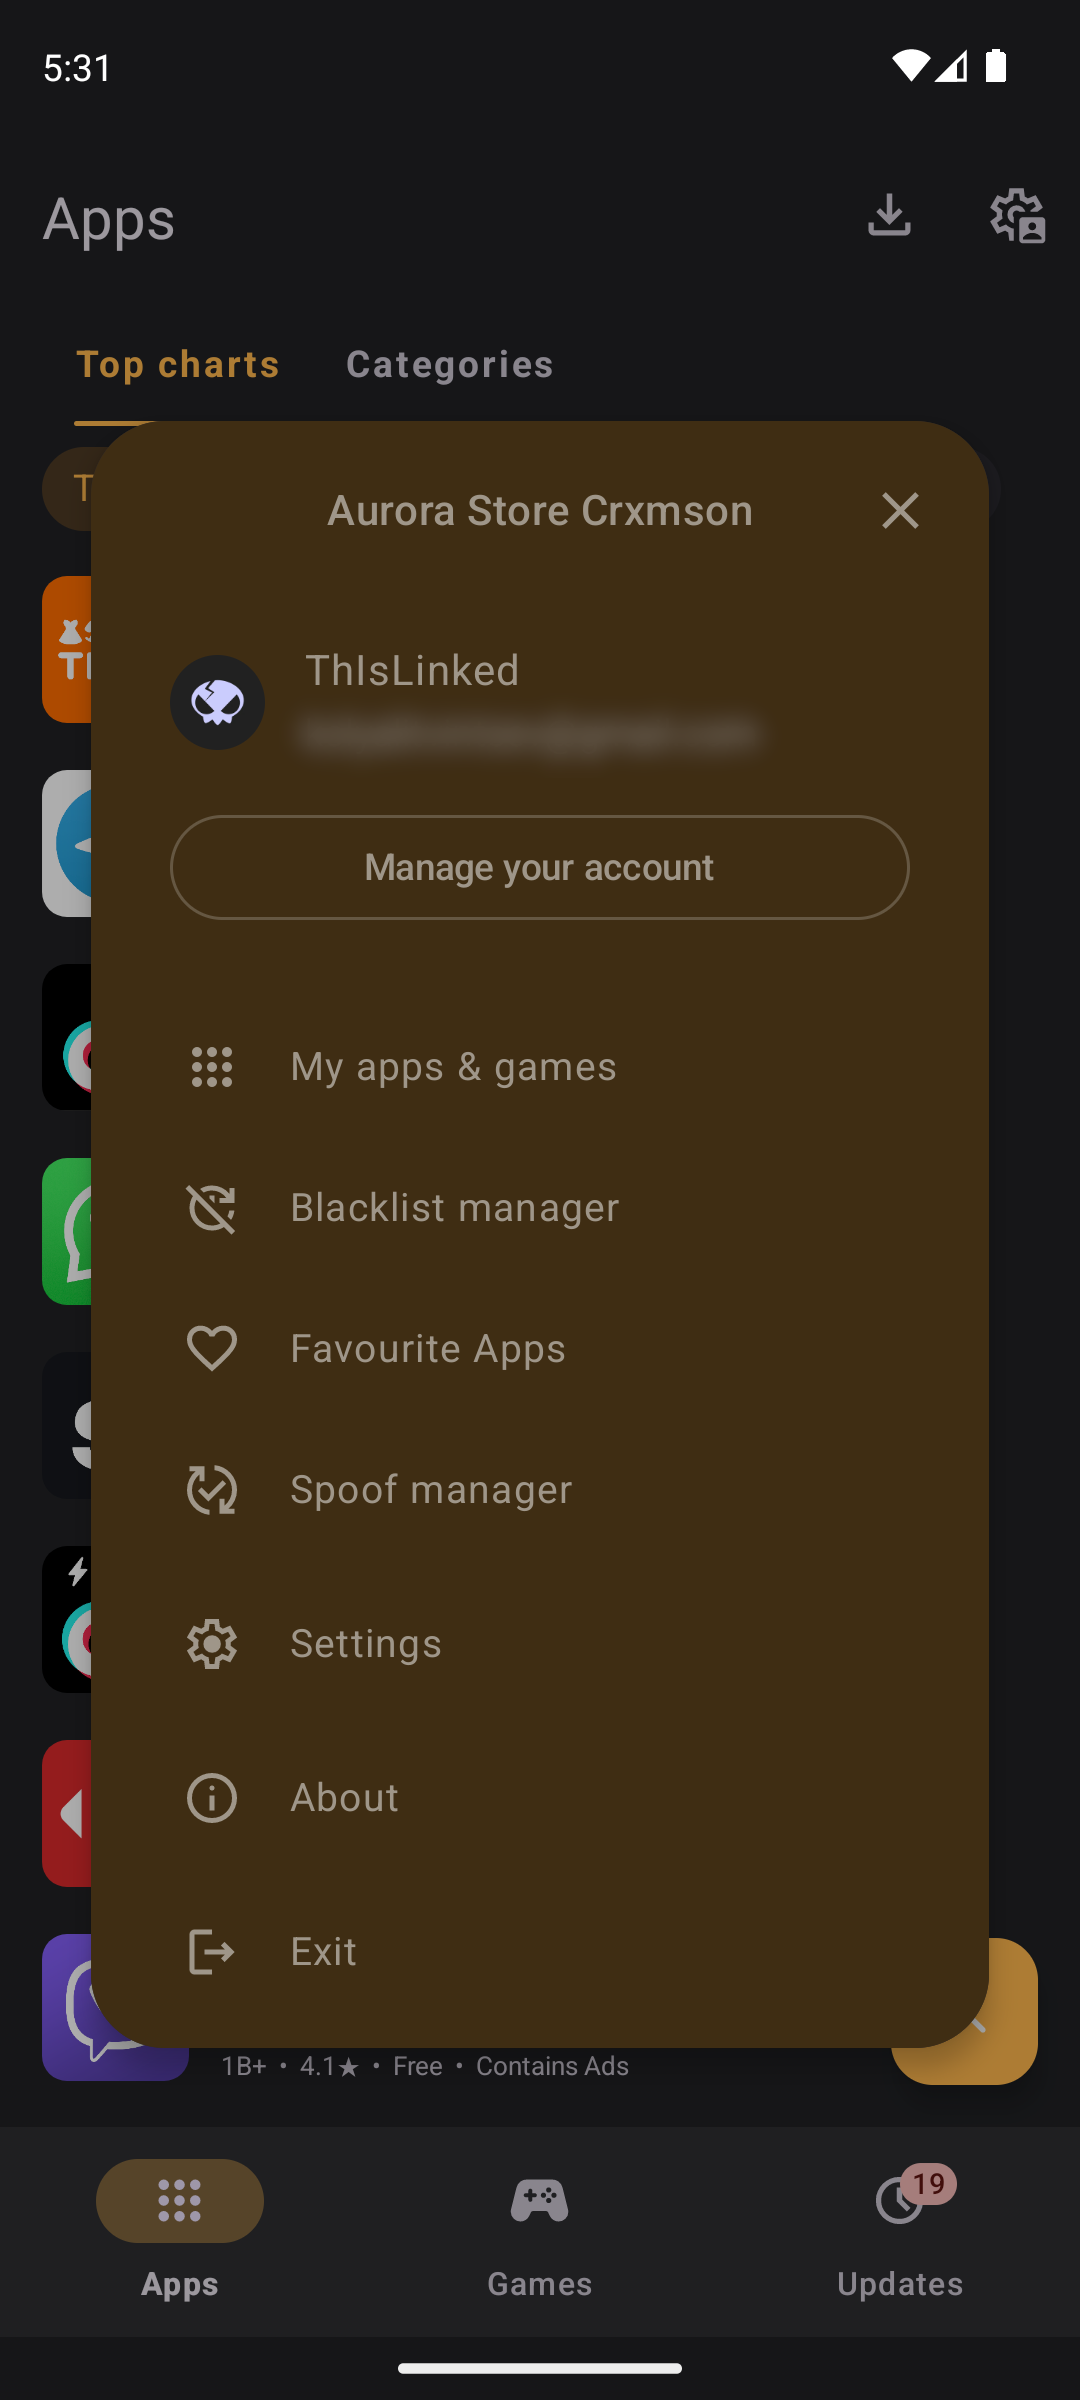 5:31
Apps
Top charts
Categories
T
Aurora Store Crxmson
ThIsLinked
Manage your account
My apps & games
Blacklist manager
Favourite Apps
Spoof manager
Settings
About
Exit
1B+ • 4.1★ • Free • Contains Ads
19
Apps
Games
Updates